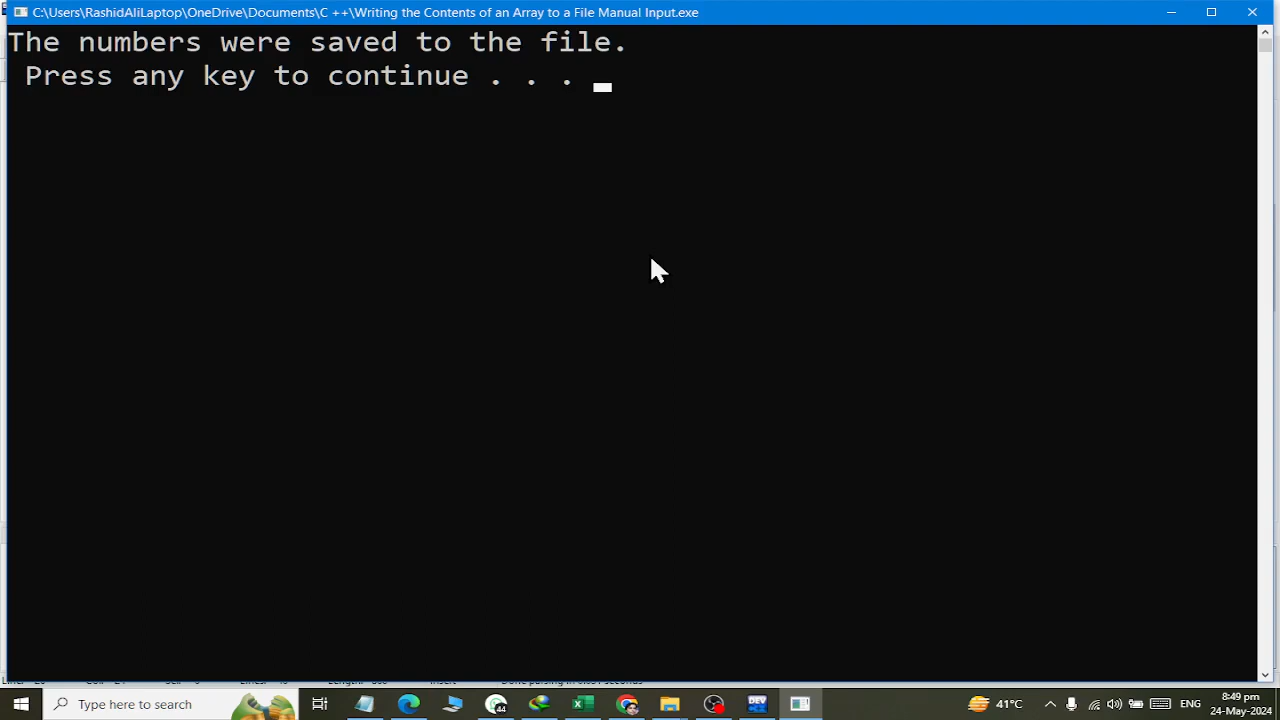 C:\Users\RashidAliLaptop\OneDrive\Documents\C ++\Writing the Contents of an Array to a File Manual Input.exe
The numbers were saved to the file.
Press any key to continue . . .
Type here to search
44
41°C
ENG
8:49 pm
24-May-2024